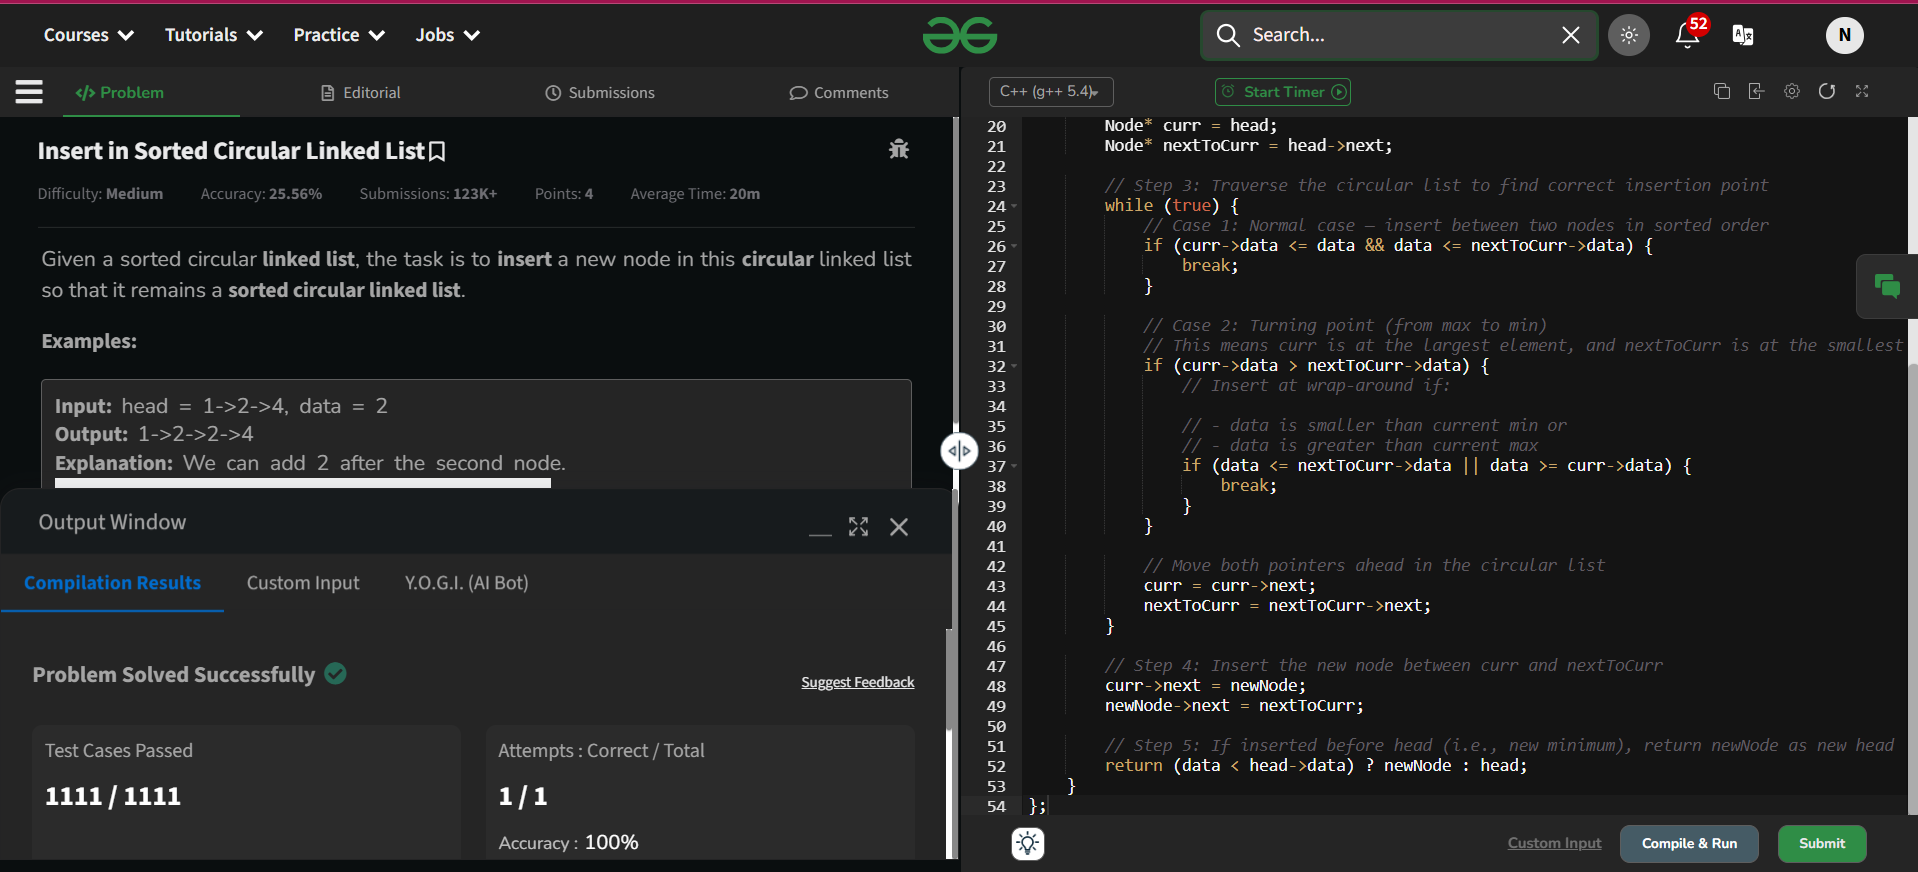 Courses Tutorials Practice Jobs Search... 52 N
</> Problem Editorial Submissions Comments
Insert in Sorted Circular Linked List
Difficulty: Medium Accuracy: 25.56% Submissions: 123K+ Points: 4 Average Time: 20m
Given a sorted circular linked list, the task is to insert a new node in this circular linked list
so that it remains a sorted circular linked list.
Examples:
Input: head = 1->2->4, data = 2
Output: 1->2->2->4
Explanation: We can add 2 after the second node.
Output Window
Compilation Results Custom Input Y.O.G.I. (AI Bot)
Problem Solved Successfully
Suggest Feedback
Test Cases Passed
1111 / 1111
Attempts : Correct / Total
1 / 1
Accuracy : 100%
C++ (g++ 5.4) Start Timer
20 Node* curr = head;
21 Node* nextToCurr = head->next;
22
23 // Step 3: Traverse the circular list to find correct insertion point
24 while (true) {
25 // Case 1: Normal case — insert between two nodes in sorted order
26 if (curr->data <= data && data <= nextToCurr->data) {
27 break;
28 }
29
30 // Case 2: Turning point (from max to min)
31 // This means curr is at the largest element, and nextToCurr is at the smallest
32 if (curr->data > nextToCurr->data) {
33 // Insert at wrap-around if:
34
35 // - data is smaller than current min or
36 // - data is greater than current max
37 if (data <= nextToCurr->data || data >= curr->data) {
38 break;
39 }
40 }
41
42 // Move both pointers ahead in the circular list
43 curr = curr->next;
44 nextToCurr = nextToCurr->next;
45 }
46
47 // Step 4: Insert the new node between curr and nextToCurr
48 curr->next = newNode;
49 newNode->next = nextToCurr;
50
51 // Step 5: If inserted before head (i.e., new minimum), return newNode as new head
52 return (data < head->data) ? newNode : head;
53 }
54 };
Custom Input Compile & Run Submit